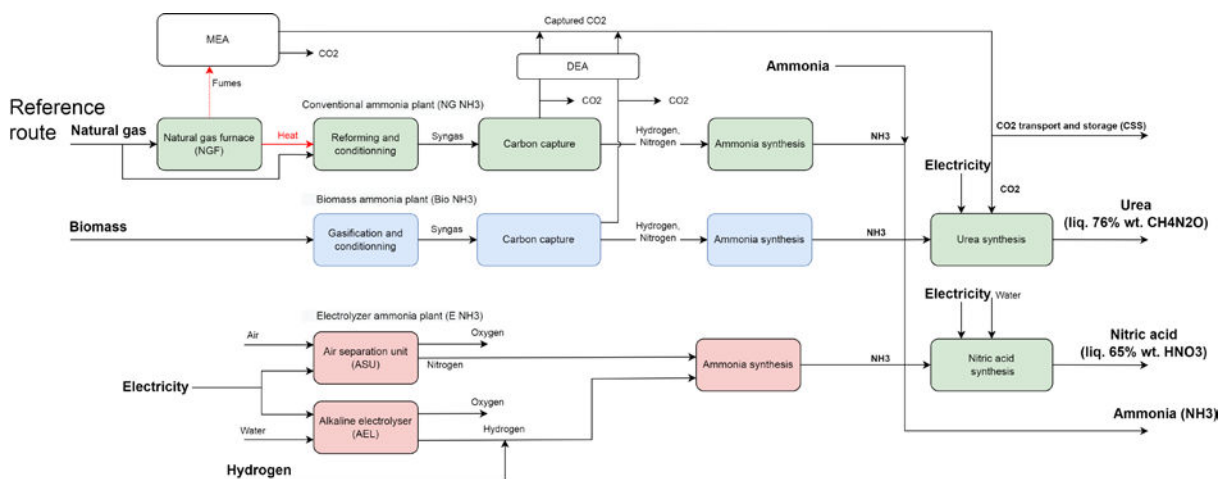 Captured CO2
MEA
CO2
DEA
Ammonia
Fumes
CO2
CO2
Reference
route
Conventional ammonia plant (NG NH3)
Natural gas
Natural gas furnace
(NGF)
Heat
Reforming and
conditionning
Syngas
Carbon capture
Hydrogen,
Nitrogen
Ammonia synthesis
NH3
CO2 transport and storage (CSS)
Electricity
CO2
Biomass ammonia plant (Bio NH3)
Biomass
Gasification and
conditionning
Syngas
Carbon capture
Hydrogen,
Nitrogen
Ammonia synthesis
NH3
Urea synthesis
Urea
(liq. 76% wt. CH4N2O)
Electricity
Water
Electrolyzer ammonia plant (E NH3)
Air
Air separation unit
(ASU)
Oxygen
Nitrogen
Ammonia synthesis
NH3
Nitric acid
synthesis
Nitric acid
(liq. 65% wt. HNO3)
Electricity
Water
Alkaline electrolyser
(AEL)
Oxygen
Hydrogen
Ammonia (NH3)
Hydrogen